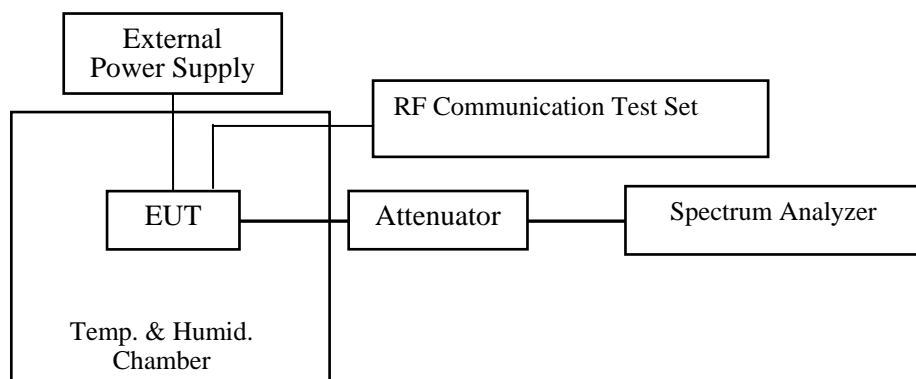 External
Power Supply
RF Communication Test Set
EUT
Attenuator
Spectrum Analyzer
Temp. & Humid.
Chamber